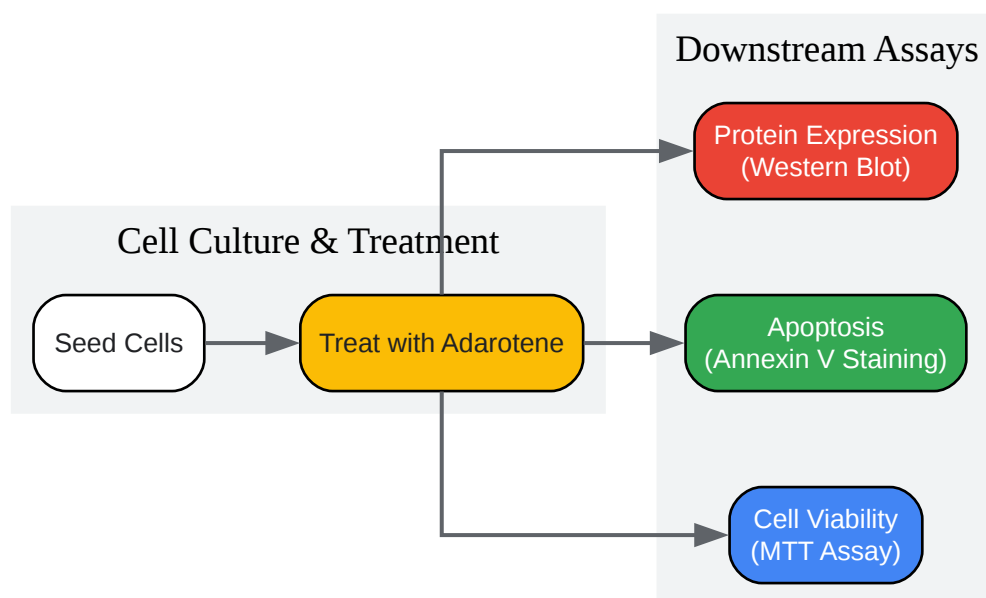 Downstream Assays
Protein Expression
(Western Blot)
Cell Culture & Treatment
Seed Cells
Treat with Adarotene
Apoptosis
(Annexin V Staining)
Cell Viability
(MTT Assay)